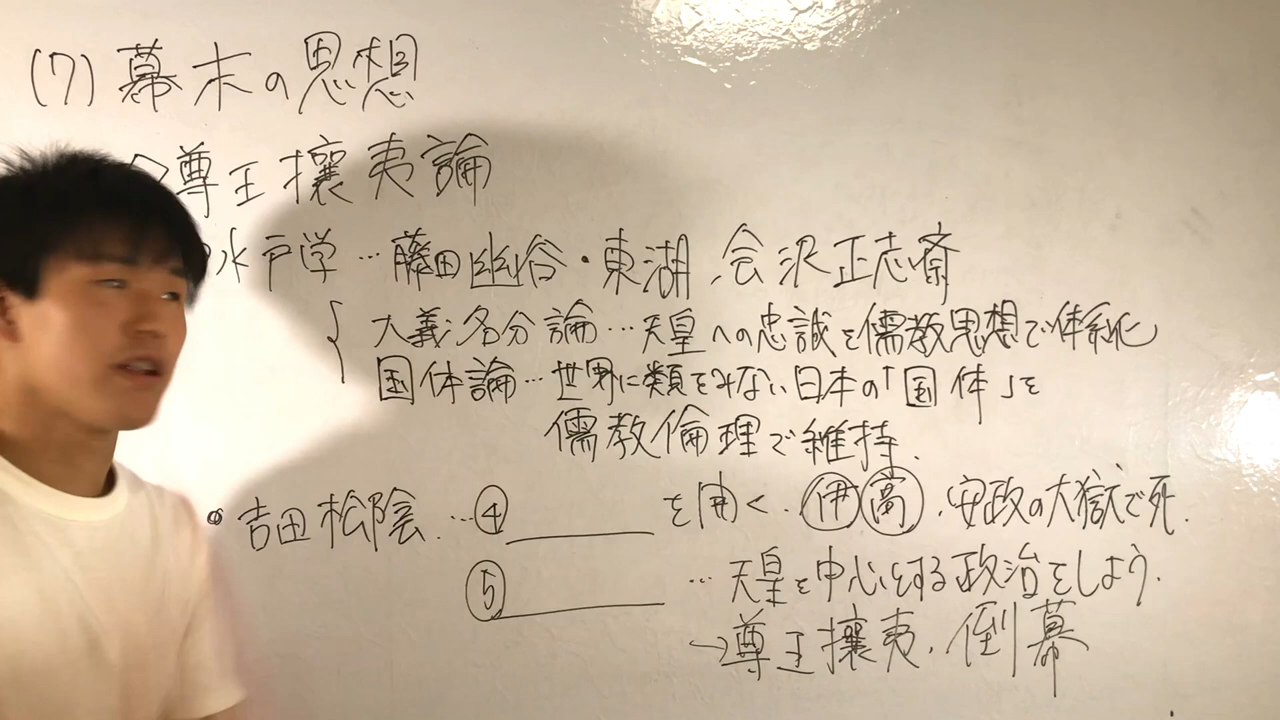 (7) 幕末の思想
尊王攘夷論
水戸学…藤田幽谷・東湖、会沢正志斎
大義名分論…天皇への忠誠を儒教思想で体系化
国体論…世界に類をみない日本の「国体」を
儒教倫理で維持.
吉田松陰…④ を開く.伊高.安政の大獄で死.
⑤ …天皇を中心とする政治をしよう.
→尊王攘夷.倒幕